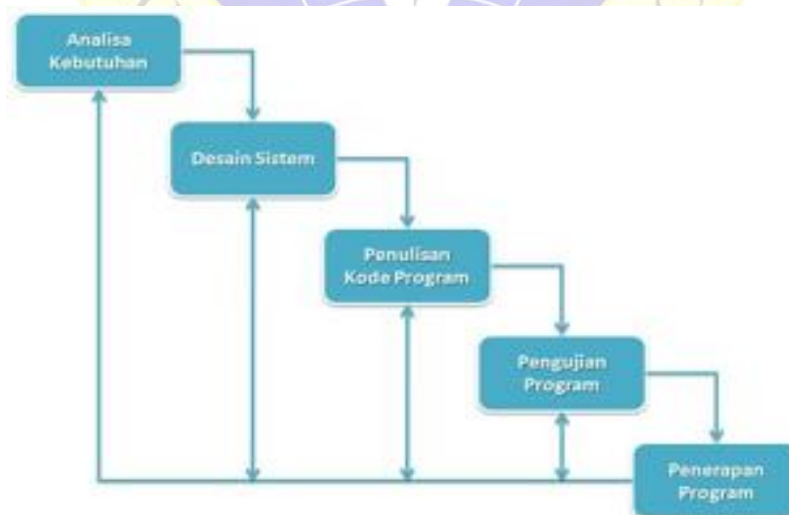 Analisa
Kebutuhan
Desain Sistem
Penulisan
Kode Program
Pengujian
Program
Penerapan
Program